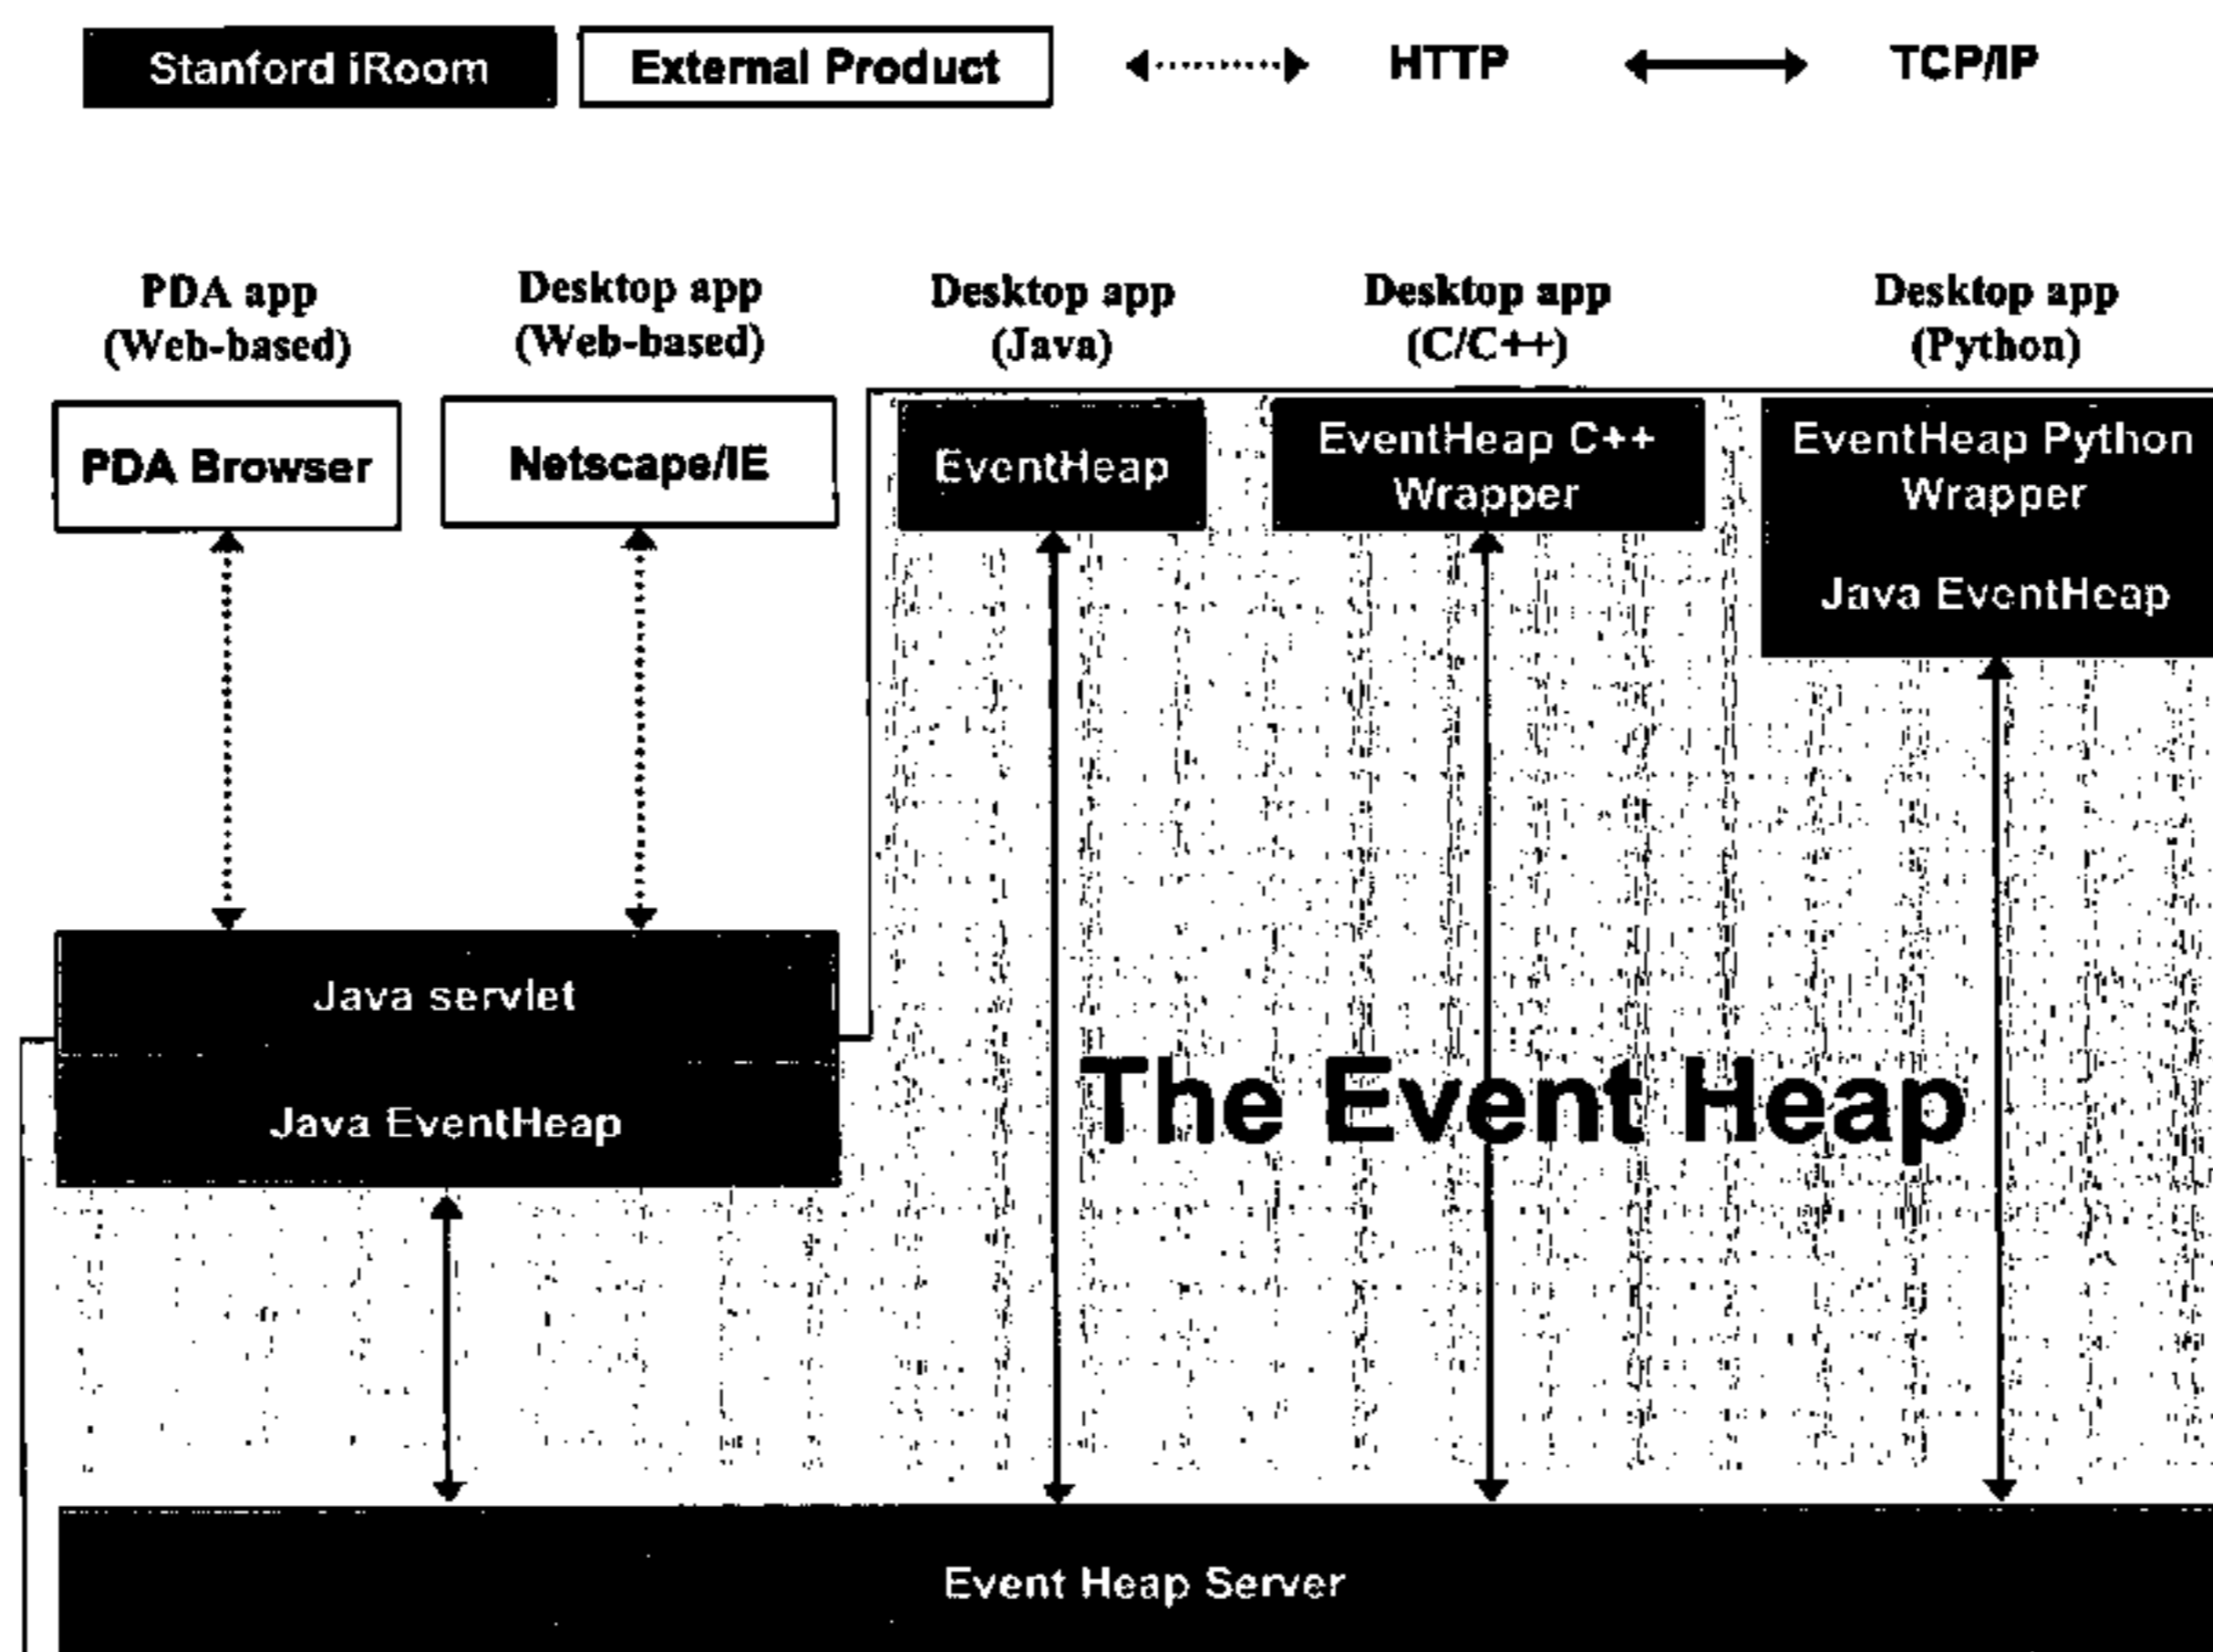 Stanford iRoom
External Product
HTTP
TCP/IP
PDA app
(Web-based)
Desktop app
(Web-based)
Desktop app
(Java)
Desktop app
(C/C++)
Desktop app
(Python)
PDA Browser
Netscape/IE
EventHeap
EventHeap C++
Wrapper
EventHeap Python
Wrapper
Java EventHeap
Java servlet
Java EventHeap
The Event Heap
Event Heap Server